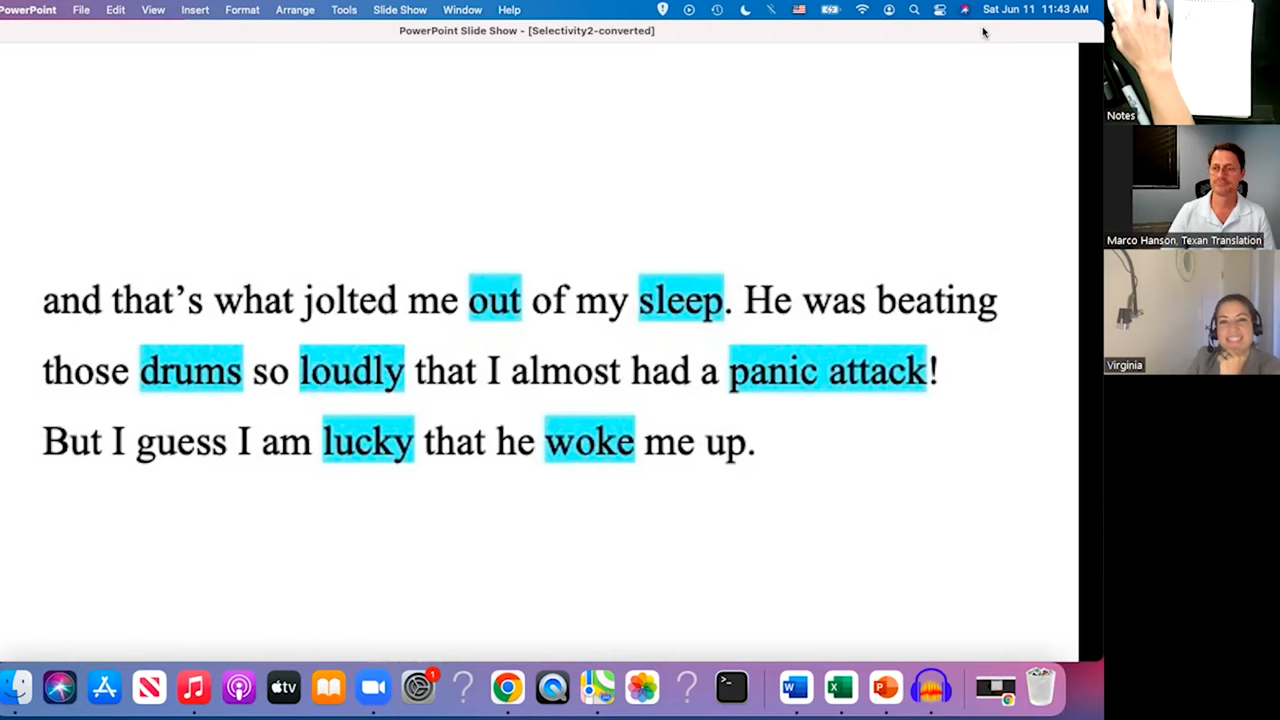 PowerPoint File Edit View Insert Format Arrange Tools Slide Show Window Help Sat Jun 11 11:43 AM
PowerPoint Slide Show - [Selectivity2-converted]
and that’s what jolted me out of my sleep. He was beating
those drums so loudly that I almost had a panic attack!
But I guess I am lucky that he woke me up.
Notes
Marco Hanson, Texan Translation
Virginia
1
tv